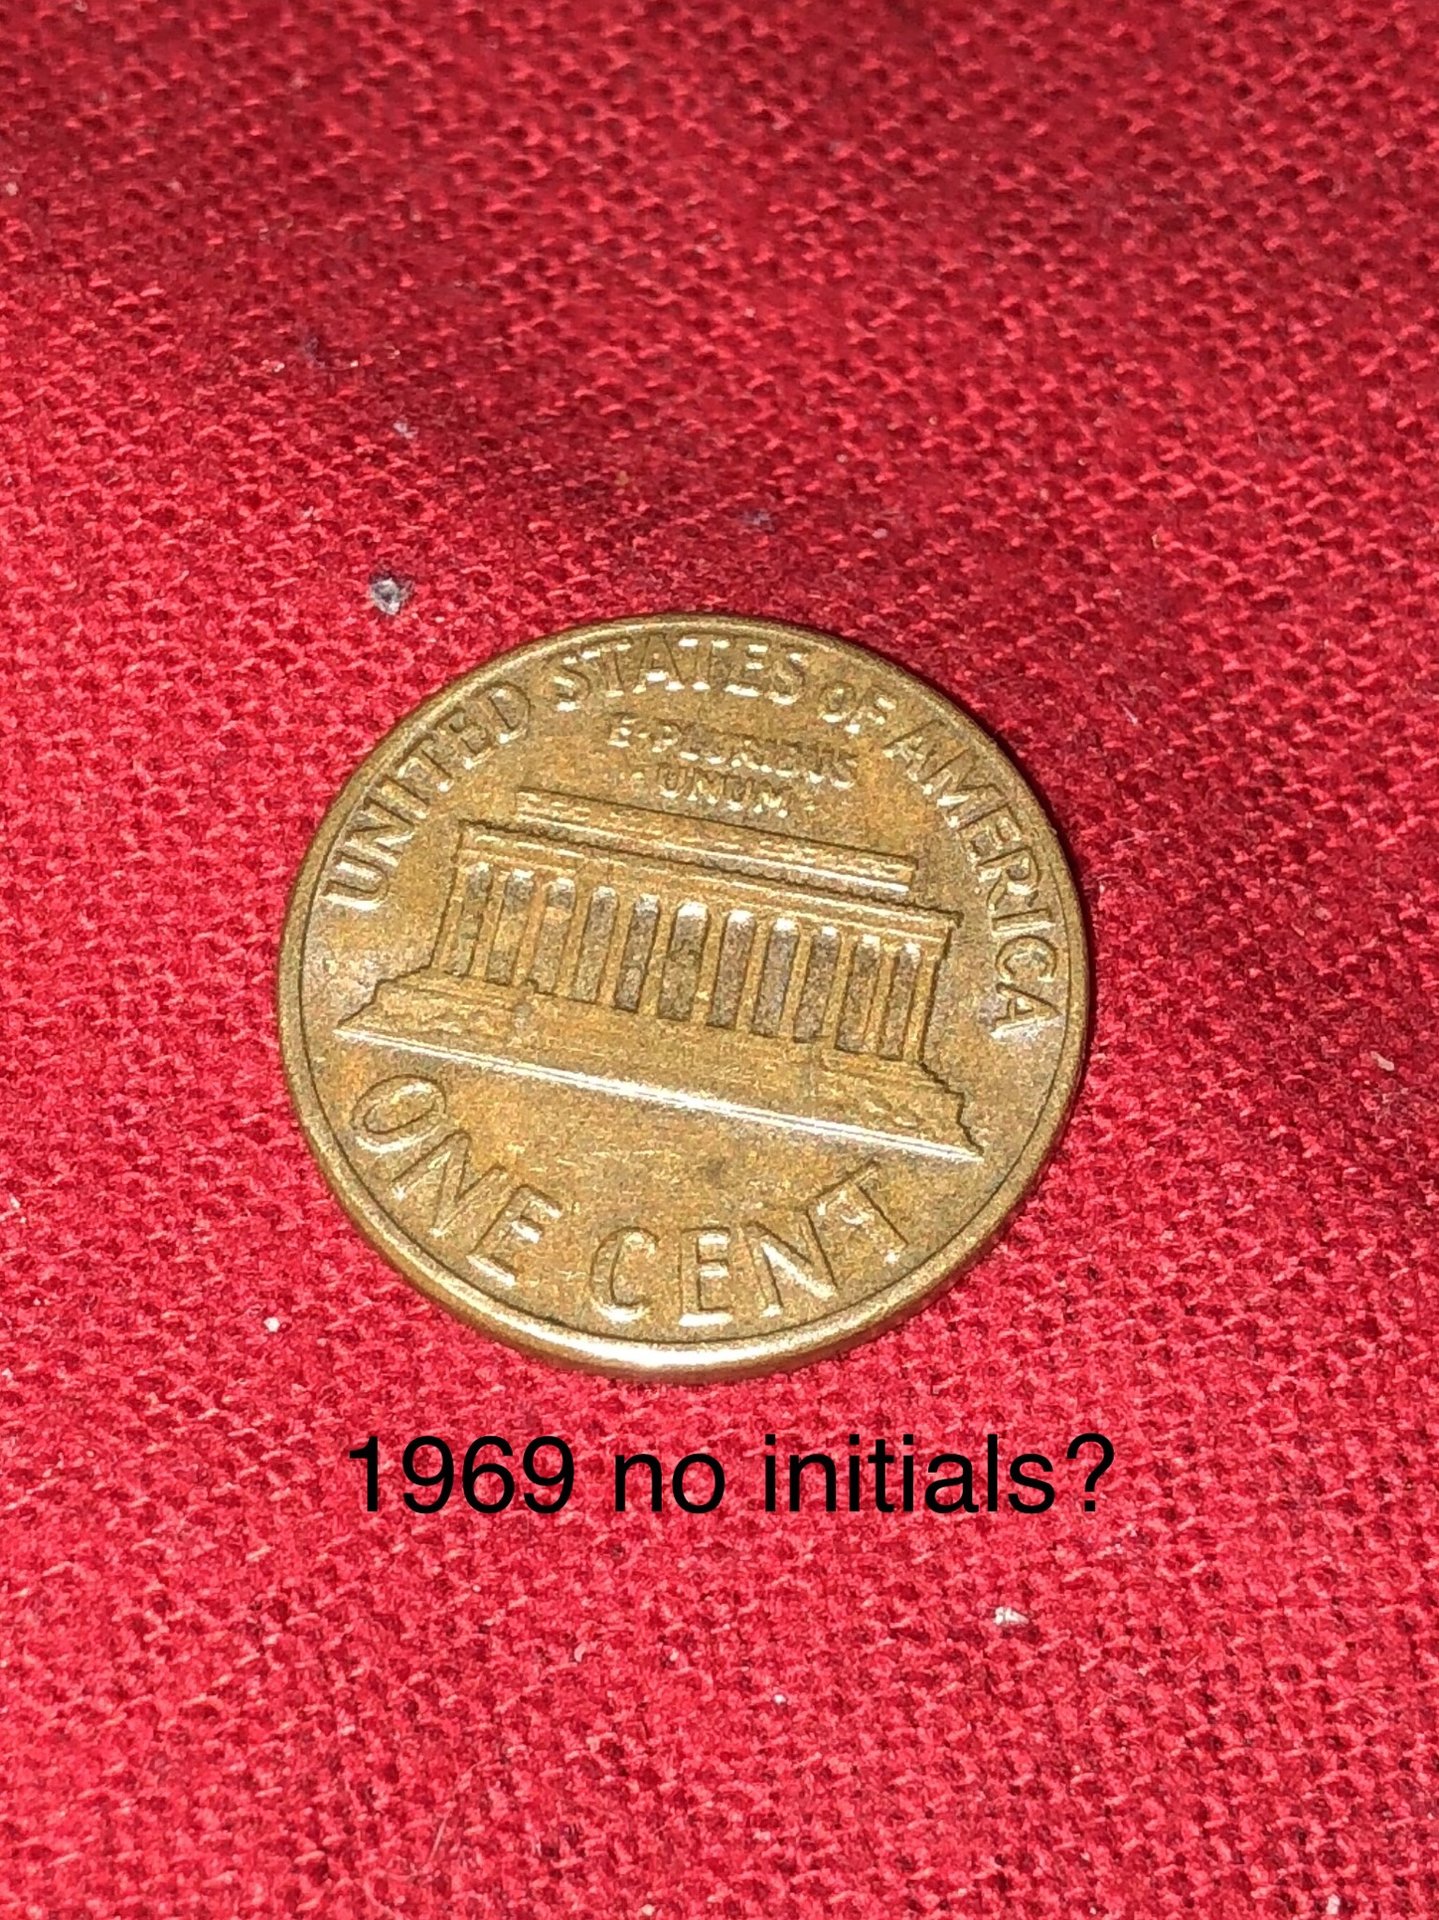 UNITED STATES OF AMERICA
E·PLURIBUS
·UNUM·
ONE CENT
1969 no initials?